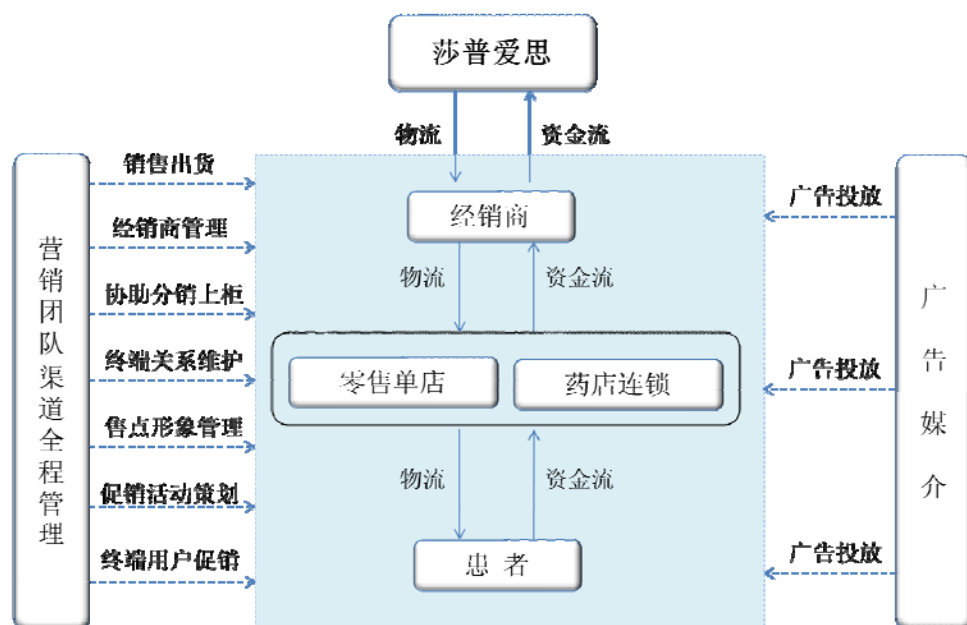 莎普爱思
物流
资金流
营销团队渠道全程管理
销售出货
经销商管理
协助分销上柜
终端关系维护
售点形象管理
促销活动策划
终端用户促销
经销商
物流
资金流
零售单店
药店连锁
物流
资金流
患者
广告投放
广告投放
广告投放
广告媒介